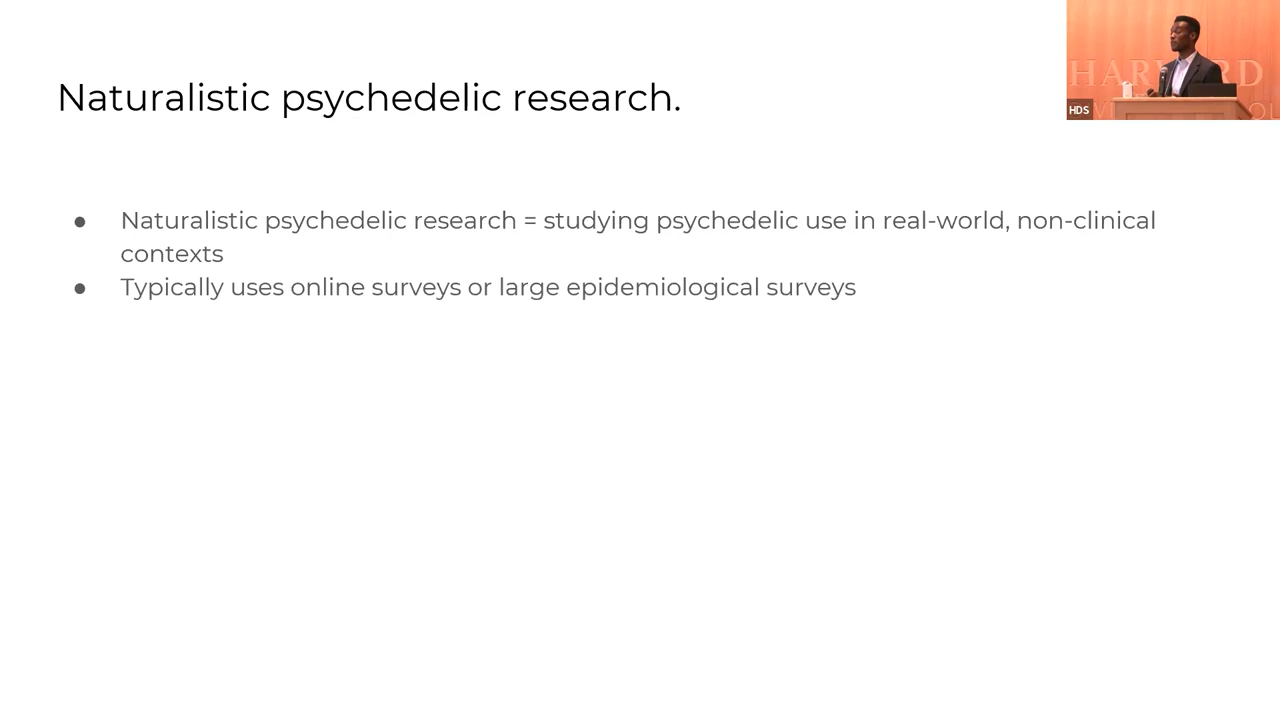 Naturalistic psychedelic research.
HARVARD
HDS
● Naturalistic psychedelic research = studying psychedelic use in real-world, non-clinical
contexts
● Typically uses online surveys or large epidemiological surveys